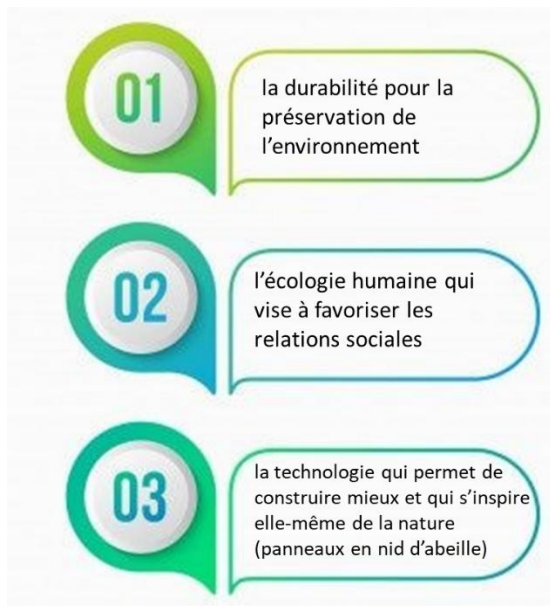 01
la durabilité pour la
préservation de
l’environnement
02
l’écologie humaine qui
vise à favoriser les
relations sociales
03
la technologie qui permet de
construire mieux et qui s’inspire
elle-même de la nature
(panneaux en nid d’abeille)